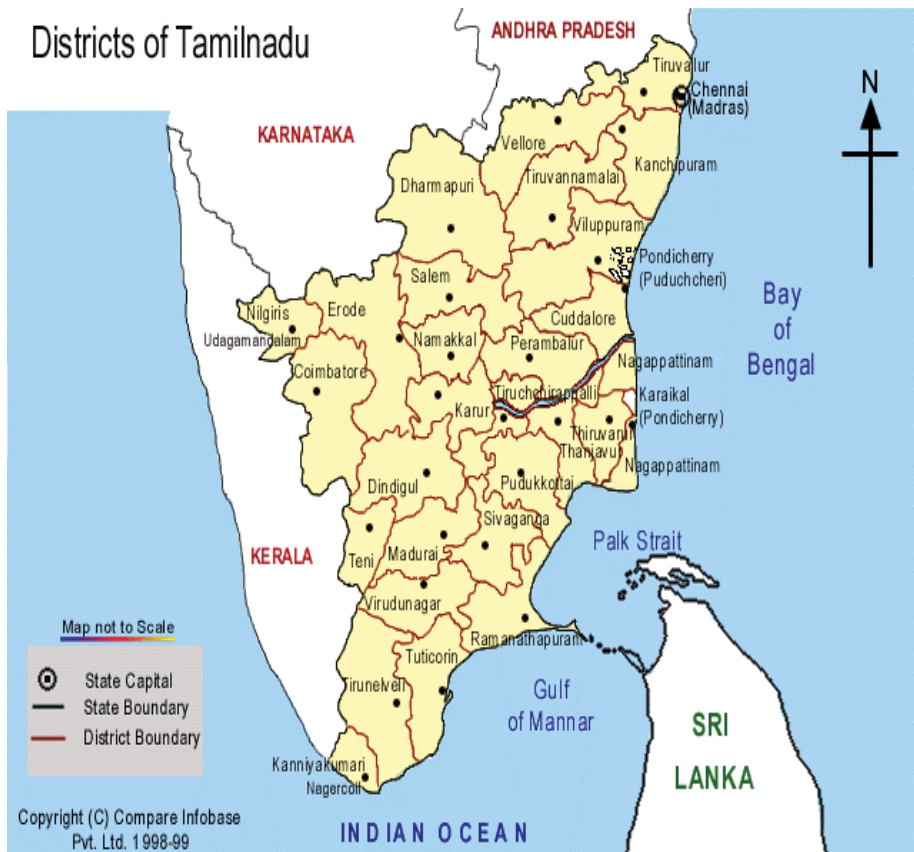 Districts of Tamilnadu
ANDHRA PRADESH
N
Tiruvalur
Chennai
(Madras)
KARNATAKA
Vellore
Kanchipuram
Dharmapuri
Tiruvannamalai
Viluppuram
Pondicherry
(Puduchcheri)
Salem
Bay
of
Bengal
Nilgiris
Erode
Cuddalore
Udagamandalam
Namakkal
Perambalur
Nagappattinam
Coimbatore
Tiruchchirappalli
Karaikal
(Pondicherry)
Karur
Thiruvarur
Thanjavur
Nagappattinam
Dindigul
Pudukkottai
Sivaganga
Palk Strait
KERALA
Teni
Madurai
Virudunagar
Map not to Scale
Ramanathapuram
State Capital
State Boundary
District Boundary
Tuticorin
Tirunelveli
Gulf
of Mannar
SRI
LANKA
Kanniyakumari
Nagercoil
Copyright (C) Compare Infobase
Pvt. Ltd. 1998-99
INDIAN OCEAN